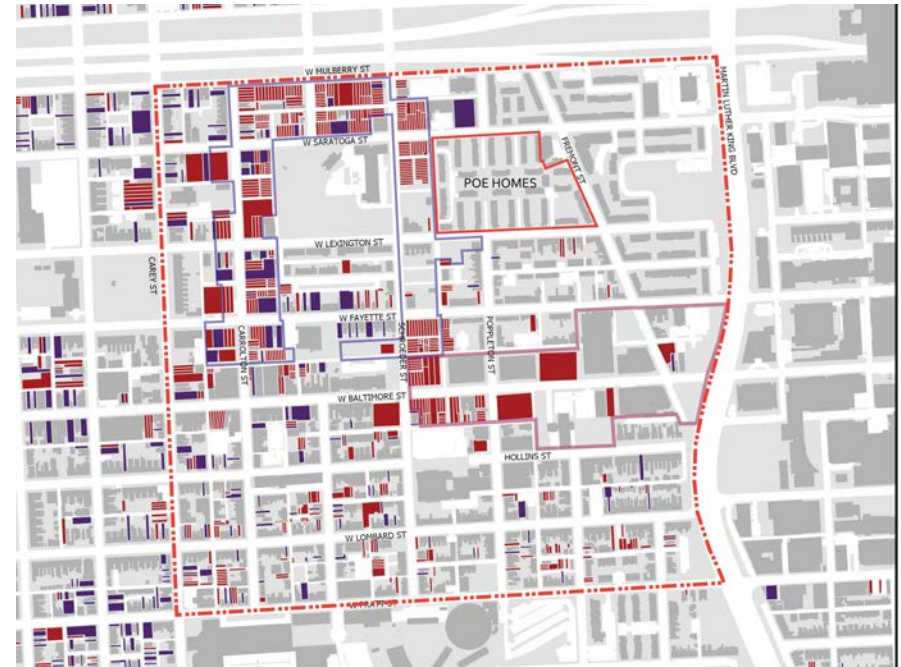 W MULBERRY ST
MARTIN LUTHER KING BLVD
W SARATOGA ST
FREMONT ST
POE HOMES
W LEXINGTON ST
CAREY ST
W FAYETTE ST
CARROLTON ST
SCHROEDER ST
POPPLETON ST
W BALTIMORE ST
HOLLINS ST
W LOMBARD ST
W PRATT ST